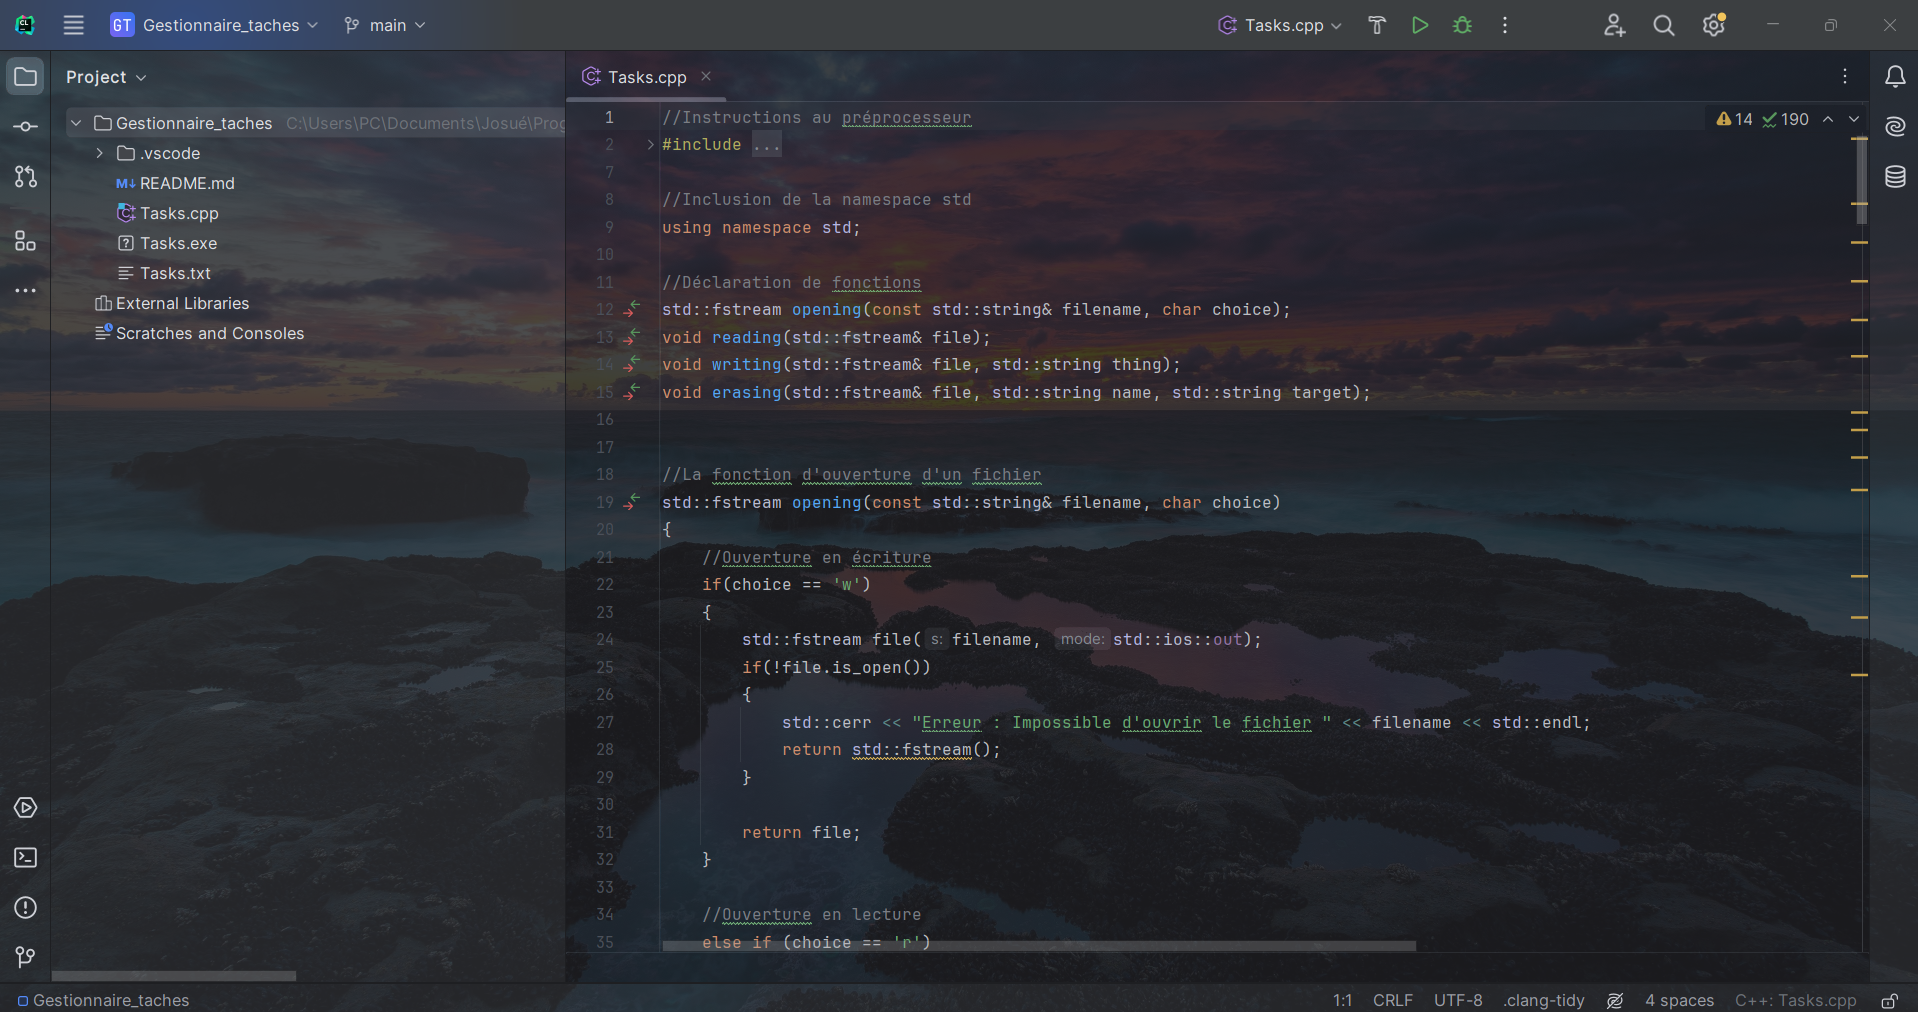 GT Gestionnaire_taches main Tasks.cpp
Project
Tasks.cpp
Gestionnaire_taches C:\Users\PC\Documents\Josué\Prog
.vscode
M↓ README.md
Tasks.cpp
Tasks.exe
Tasks.txt
External Libraries
Scratches and Consoles
14 190
1 //Instructions au préprocesseur
2 #include ...
7
8 //Inclusion de la namespace std
9 using namespace std;
10
11 //Déclaration de fonctions
12 std::fstream opening(const std::string& filename, char choice);
13 void reading(std::fstream& file);
14 void writing(std::fstream& file, std::string thing);
15 void erasing(std::fstream& file, std::string name, std::string target);
16
17
18 //La fonction d'ouverture d'un fichier
19 std::fstream opening(const std::string& filename, char choice)
20 {
21 //Ouverture en écriture
22 if(choice == 'w')
23 {
24 std::fstream file( s: filename, mode: std::ios::out);
25 if(!file.is_open())
26 {
27 std::cerr << "Erreur : Impossible d'ouvrir le fichier " << filename << std::endl;
28 return std::fstream();
29 }
30
31 return file;
32 }
33
34 //Ouverture en lecture
35 else if (choice == 'r')
Gestionnaire_taches
1:1 CRLF UTF-8 .clang-tidy 4 spaces C++: Tasks.cpp